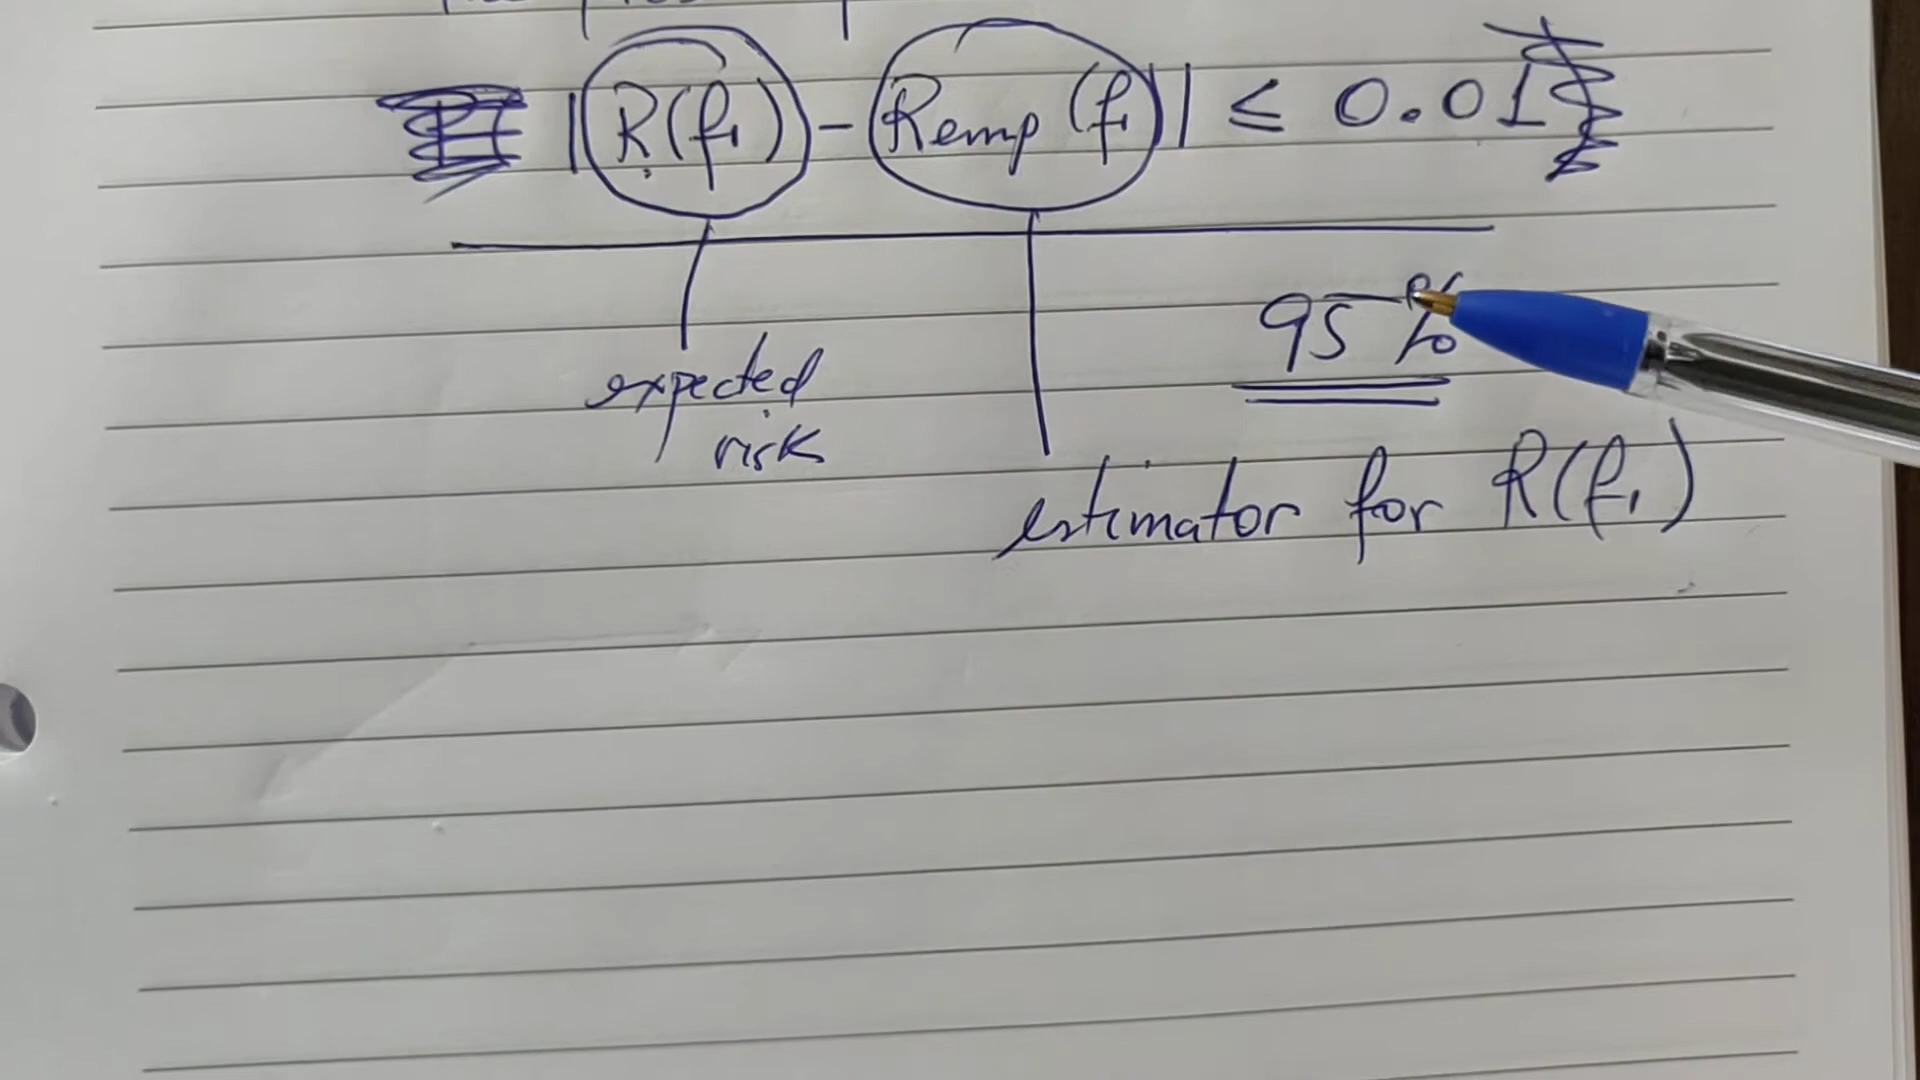 |R(f₁) - Remp(f₁)| ≤ 0.01
95%
expected
risk
estimator for R(f₁)